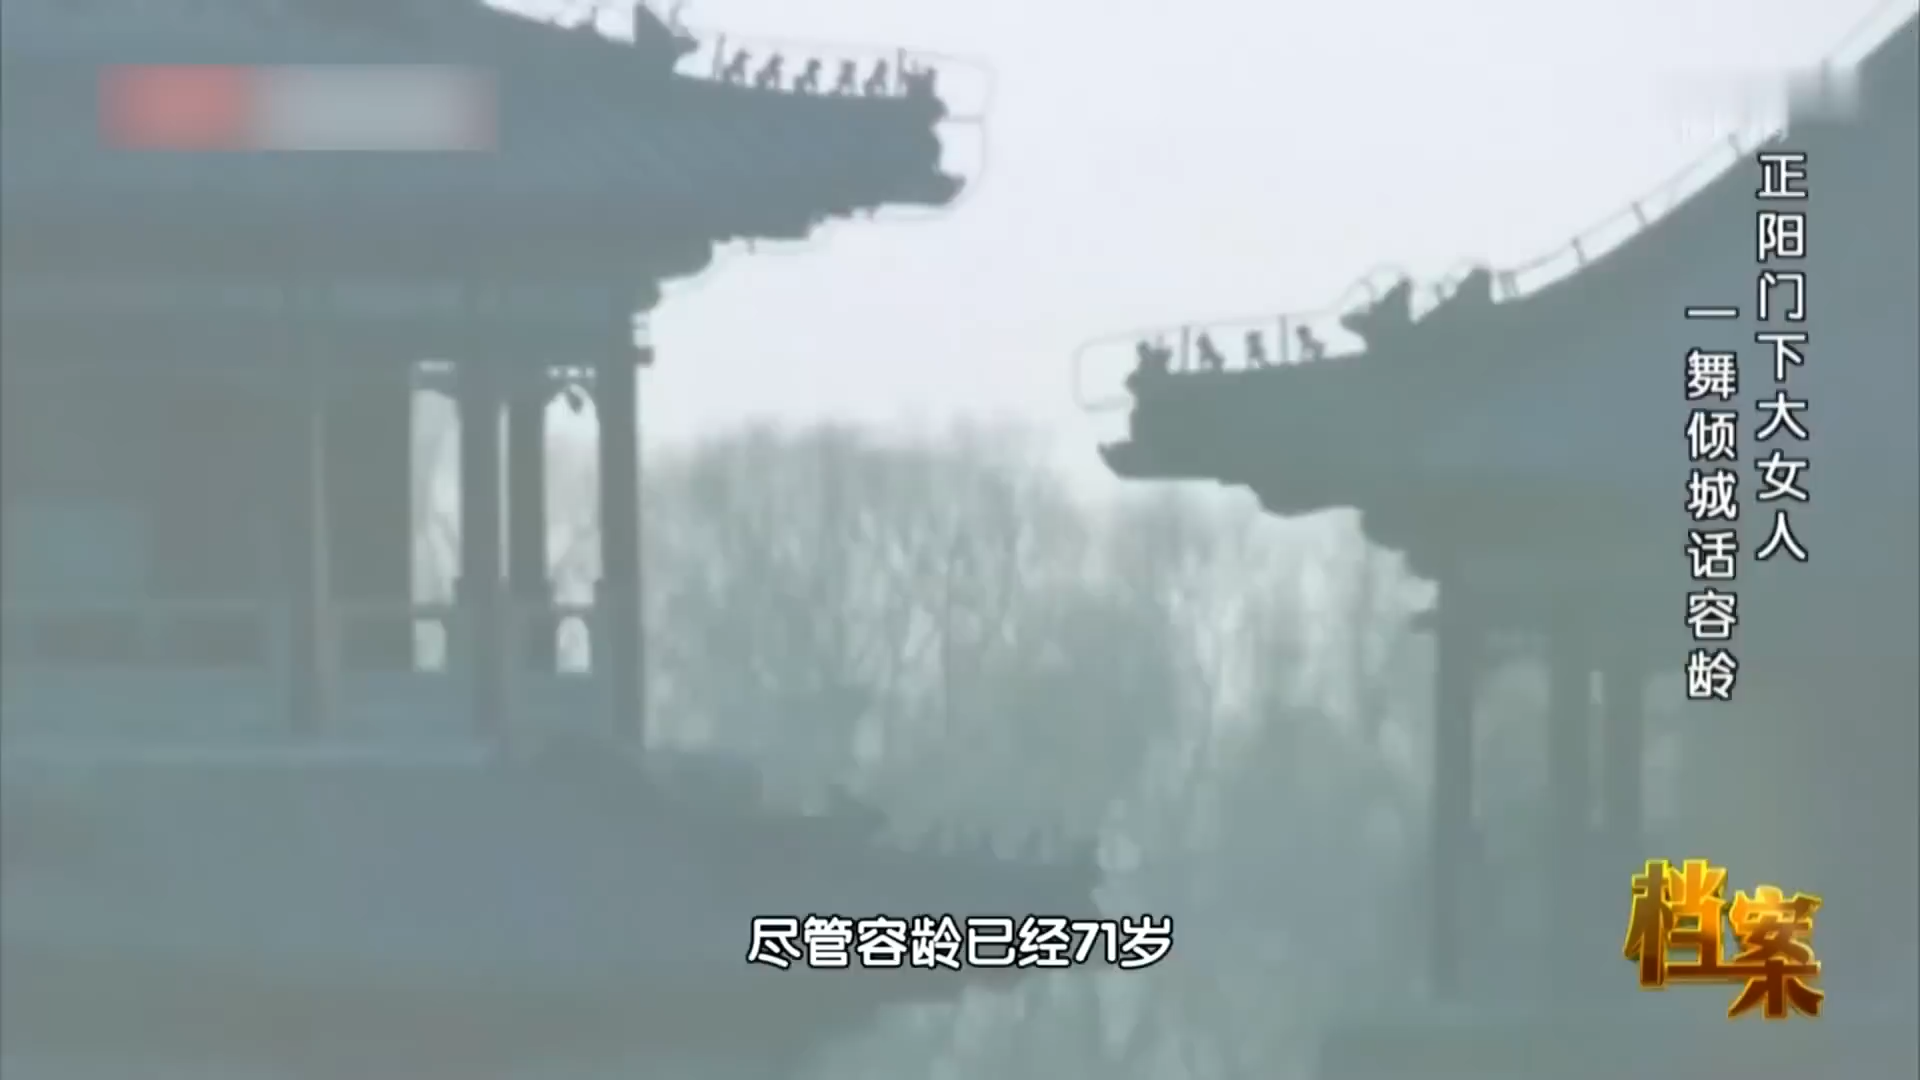 正阳门下大女人
一舞倾城话容龄
尽管容龄已经71岁
档案